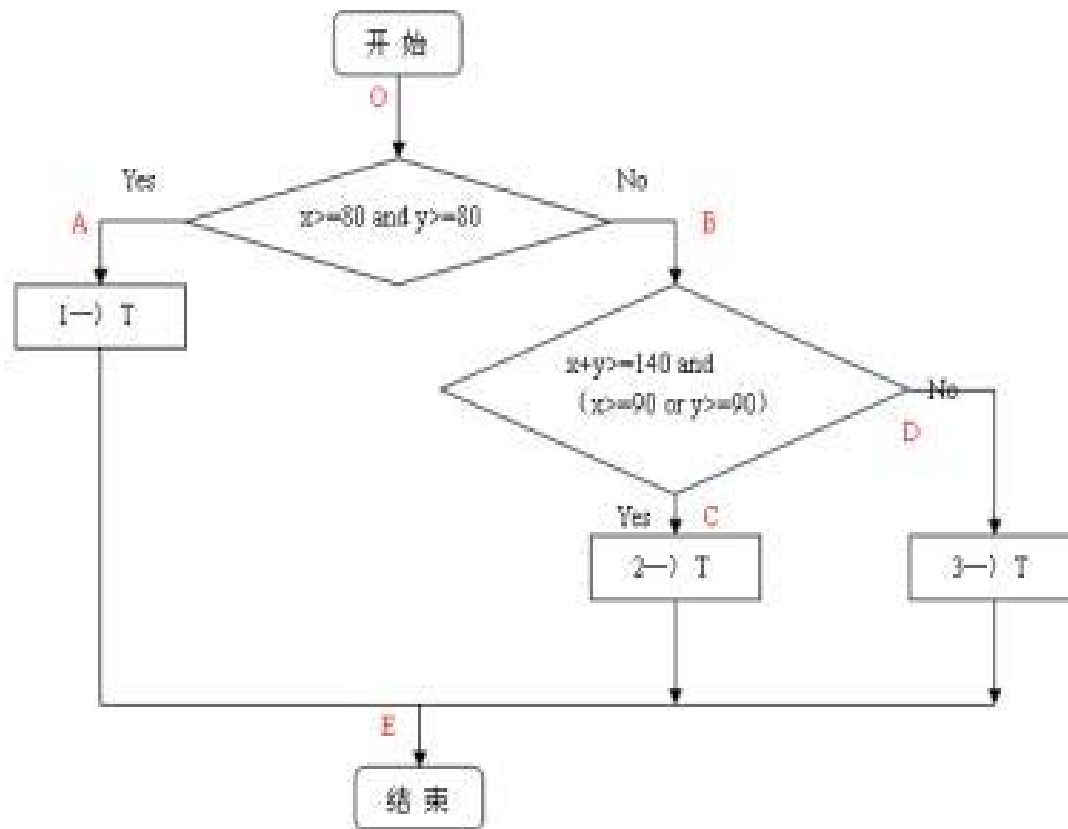 开 始
O
Yes
No
A
x>=80 and y>=80
B
1—) T
x+y>=140 and
（x>=90 or y>=90）
No
D
Yes
C
2—) T
3—) T
E
结 束